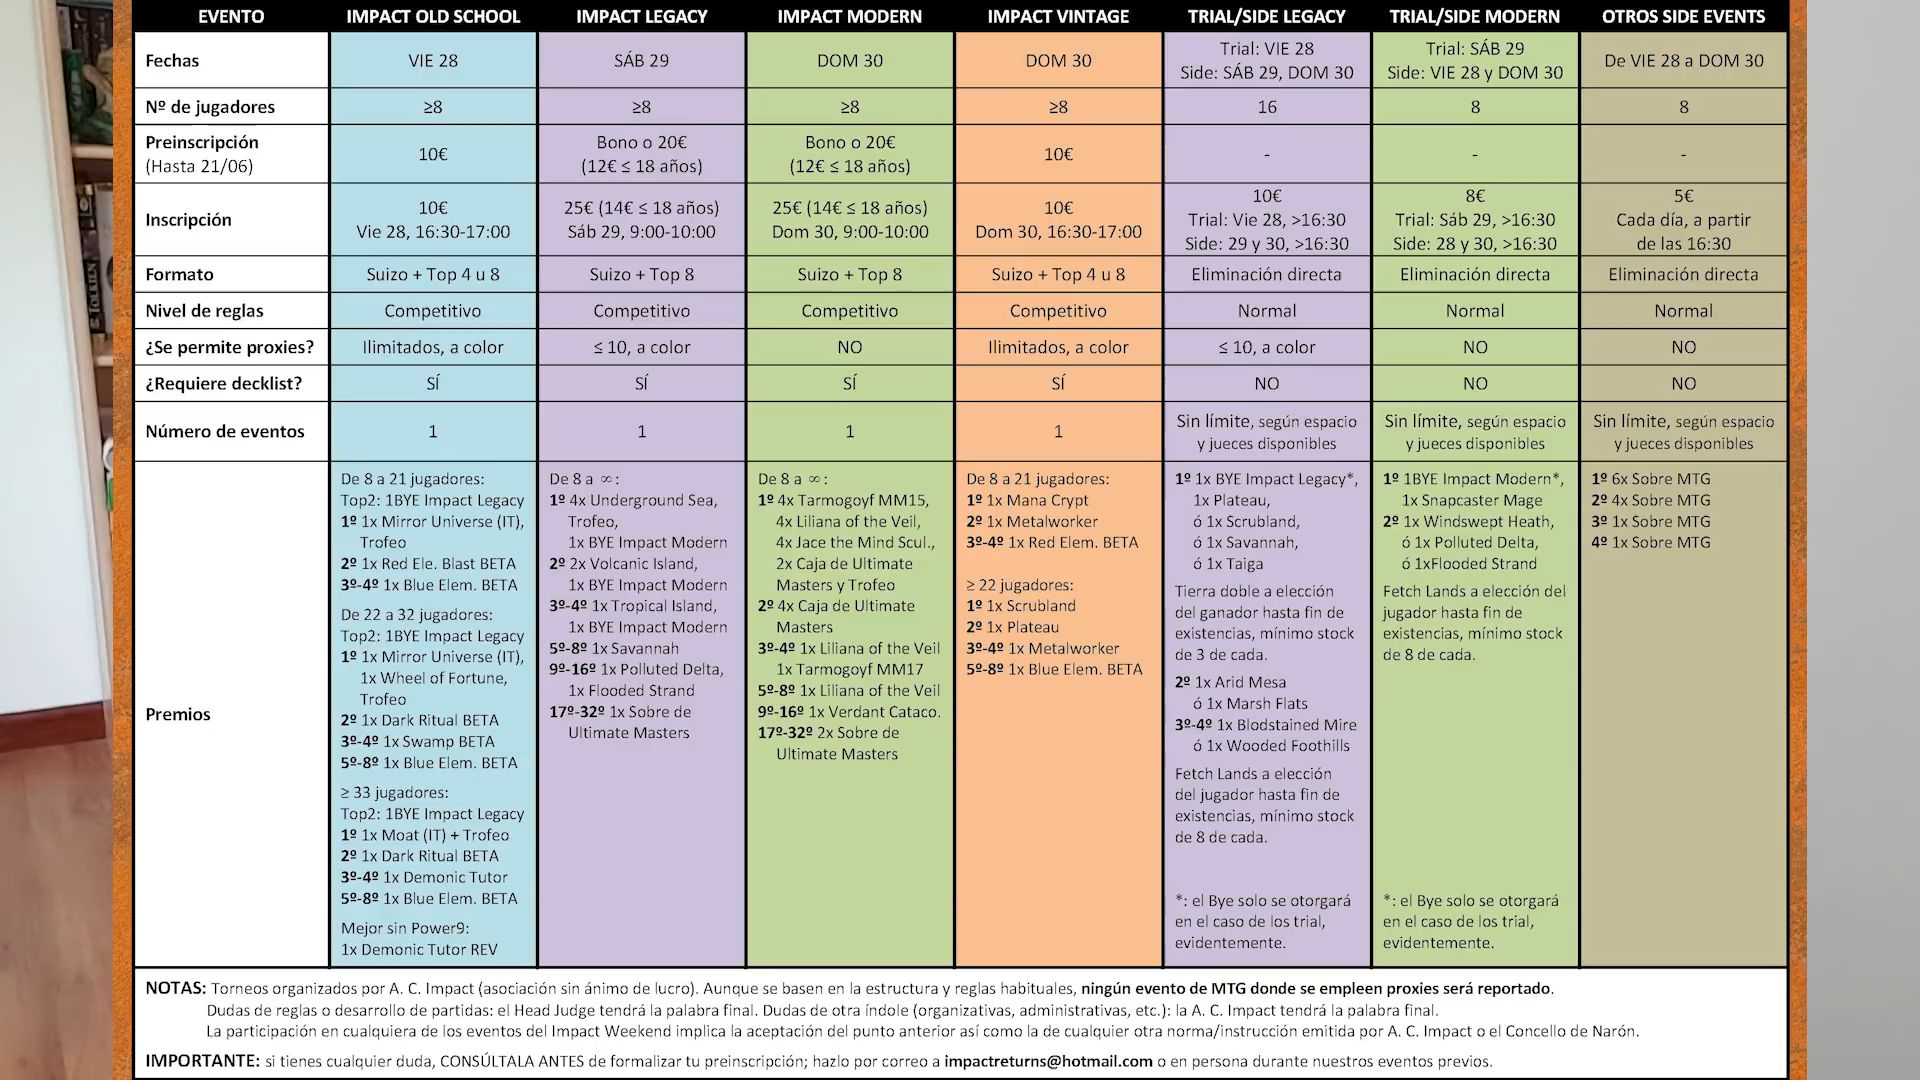 EVENTO IMPACT OLD SCHOOL IMPACT LEGACY IMPACT MODERN IMPACT VINTAGE TRIAL/SIDE LEGACY TRIAL/SIDE MODERN OTROS SIDE EVENTS
Fechas
VIE 28
SÁB 29
DOM 30
DOM 30
Trial: VIE 28
Side: SÁB 29, DOM 30
Trial: SÁB 29
Side: VIE 28 y DOM 30
De VIE 28 a DOM 30
Nº de jugadores ≥8 ≥8 ≥8 ≥8 16 8 8
Preinscripción
(Hasta 21/06)
10€
Bono o 20€
(12€ ≤ 18 años)
Bono o 20€
(12€ ≤ 18 años)
10€
-
-
-
Inscripción
10€
Vie 28, 16:30-17:00
25€ (14€ ≤ 18 años)
Sáb 29, 9:00-10:00
25€ (14€ ≤ 18 años)
Dom 30, 9:00-10:00
10€
Dom 30, 16:30-17:00
10€
Trial: Vie 28, >16:30
Side: 29 y 30, >16:30
8€
Trial: Sáb 29, >16:30
Side: 28 y 30, >16:30
5€
Cada día, a partir
de las 16:30
Formato Suizo + Top 4 u 8 Suizo + Top 8 Suizo + Top 8 Suizo + Top 4 u 8 Eliminación directa Eliminación directa Eliminación directa
Nivel de reglas Competitivo Competitivo Competitivo Competitivo Normal Normal Normal
¿Se permite proxies? Ilimitados, a color ≤ 10, a color NO Ilimitados, a color ≤ 10, a color NO NO
¿Requiere decklist? SÍ SÍ SÍ SÍ NO NO NO
Número de eventos
1
1
1
1
Sin límite, según espacio
y jueces disponibles
Sin límite, según espacio
y jueces disponibles
Sin límite, según espacio
y jueces disponibles
Premios
De 8 a 21 jugadores:
Top2: 1BYE Impact Legacy
1º 1x Mirror Universe (IT),
Trofeo
2º 1x Red Ele. Blast BETA
3º-4º 1x Blue Elem. BETA
De 22 a 32 jugadores:
Top2: 1BYE Impact Legacy
1º 1x Mirror Universe (IT),
1x Wheel of Fortune,
Trofeo
2º 1x Dark Ritual BETA
3º-4º 1x Swamp BETA
5º-8º 1x Blue Elem. BETA
≥ 33 jugadores:
Top2: 1BYE Impact Legacy
1º 1x Moat (IT) + Trofeo
2º 1x Dark Ritual BETA
3º-4º 1x Demonic Tutor
5º-8º 1x Blue Elem. BETA
Mejor sin Power9:
1x Demonic Tutor REV
De 8 a ∞ :
1º 4x Underground Sea,
Trofeo,
1x BYE Impact Modern
2º 2x Volcanic Island,
1x BYE Impact Modern
3º-4º 1x Tropical Island,
1x BYE Impact Modern
5º-8º 1x Savannah
9º-16º 1x Polluted Delta,
1x Flooded Strand
17º-32º 1x Sobre de
Ultimate Masters
De 8 a ∞ :
1º 4x Tarmogoyf MM15,
4x Liliana of the Veil,
4x Jace the Mind Scul.,
2x Caja de Ultimate
Masters y Trofeo
2º 4x Caja de Ultimate
Masters
3º-4º 1x Liliana of the Veil
1x Tarmogoyf MM17
5º-8º 1x Liliana of the Veil
9º-16º 1x Verdant Cataco.
17º-32º 2x Sobre de
Ultimate Masters
De 8 a 21 jugadores:
1º 1x Mana Crypt
2º 1x Metalworker
3º-4º 1x Red Elem. BETA
≥ 22 jugadores:
1º 1x Scrubland
2º 1x Plateau
3º-4º 1x Metalworker
5º-8º 1x Blue Elem. BETA
1º 1x BYE Impact Legacy*,
1x Plateau,
ó 1x Scrubland,
ó 1x Savannah,
ó 1x Taiga
Tierra doble a elección
del ganador hasta fin de
existencias, mínimo stock
de 3 de cada.
2º 1x Arid Mesa
ó 1x Marsh Flats
3º-4º 1x Blodstained Mire
ó 1x Wooded Foothills
Fetch Lands a elección
del jugador hasta fin de
existencias, mínimo stock
de 8 de cada.
*: el Bye solo se otorgará
en el caso de los trial,
evidentemente.
1º 1BYE Impact Modern*,
1x Snapcaster Mage
2º 1x Windswept Heath,
ó 1x Polluted Delta,
ó 1xFlooded Strand
Fetch Lands a elección del
jugador hasta fin de
existencias, mínimo stock
de 8 de cada.
*: el Bye solo se otorgará
en el caso de los trial,
evidentemente.
1º 6x Sobre MTG
2º 4x Sobre MTG
3º 1x Sobre MTG
4º 1x Sobre MTG
NOTAS: Torneos organizados por A. C. Impact (asociación sin ánimo de lucro). Aunque se basen en la estructura y reglas habituales, ningún evento de MTG donde se empleen proxies será reportado.
Dudas de reglas o desarrollo de partidas: el Head Judge tendrá la palabra final. Dudas de otra índole (organizativas, administrativas, etc.): la A. C. Impact tendrá la palabra final.
La participación en cualquiera de los eventos del Impact Weekend implica la aceptación del punto anterior así como la de cualquier otra norma/instrucción emitida por A. C. Impact o el Concello de Narón.
IMPORTANTE: si tienes cualquier duda, CONSÚLTALA ANTES de formalizar tu preinscripción; hazlo por correo a impactreturns@hotmail.com o en persona durante nuestros eventos previos.